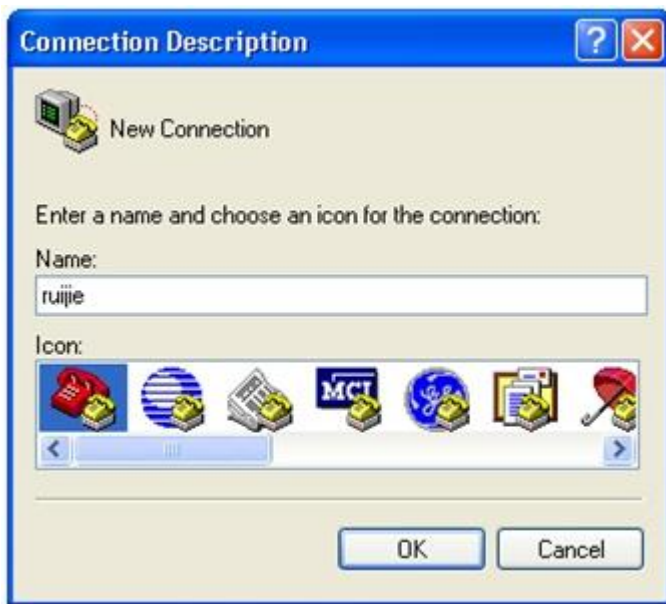 Connection Description
New Connection
Enter a name and choose an icon for the connection:
Name:
ruijie
Icon:
MCI
OK
Cancel